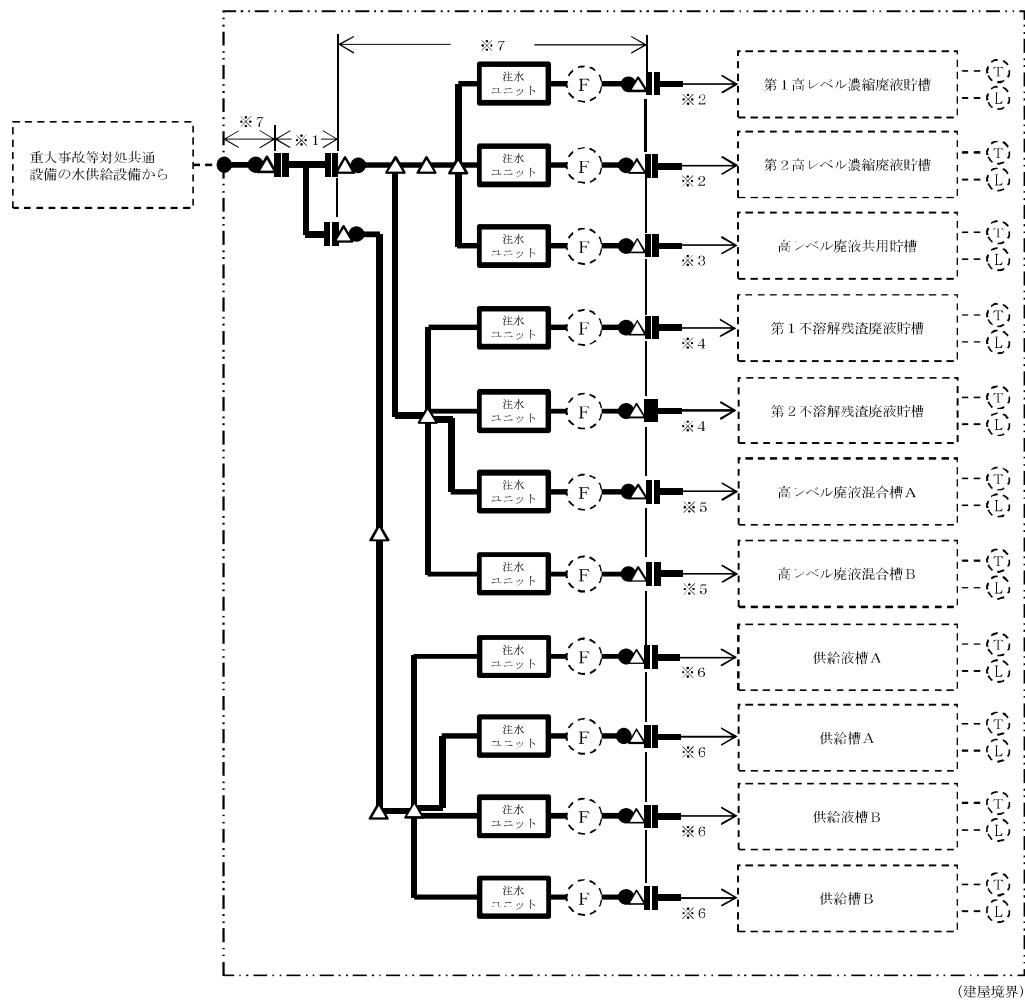 ※7
※7
※1
重大事故等対処共通
設備の水供給設備から
注水
ユニット
F
※2
第1高レベル濃縮廃液貯槽
T
L
注水
ユニット
F
※2
第2高レベル濃縮廃液貯槽
T
L
注水
ユニット
F
※3
高レベル廃液共用貯槽
T
L
注水
ユニット
F
※4
第1不溶解残渣廃液貯槽
T
L
注水
ユニット
F
※4
第2不溶解残渣廃液貯槽
T
L
注水
ユニット
F
※5
高レベル廃液混合槽A
T
L
注水
ユニット
F
※5
高レベル廃液混合槽B
T
L
注水
ユニット
F
※6
供給液槽A
T
L
注水
ユニット
F
※6
供給槽A
T
L
注水
ユニット
F
※6
供給液槽B
T
L
注水
ユニット
F
※6
供給槽B
T
L
(建屋境界)